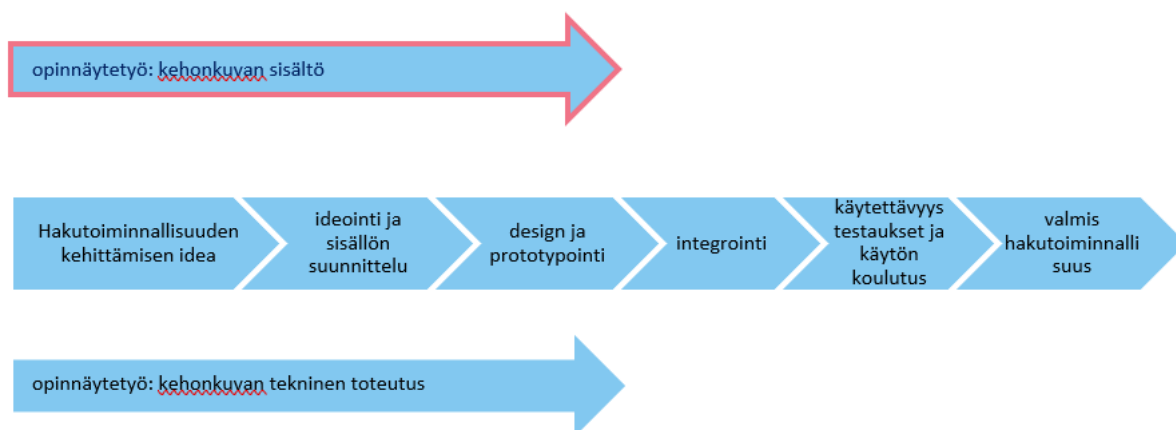 opinnäytetyö: kehonkuvan sisältö
Hakutoiminnallisuuden
kehittämisen idea
ideointi ja
sisällön
suunnittelu
design ja
prototypointi
integrointi
käytettävyys
testaukset ja
käytön
koulutus
valmis
hakutoiminnalli
suus
opinnäytetyö: kehonkuvan tekninen toteutus